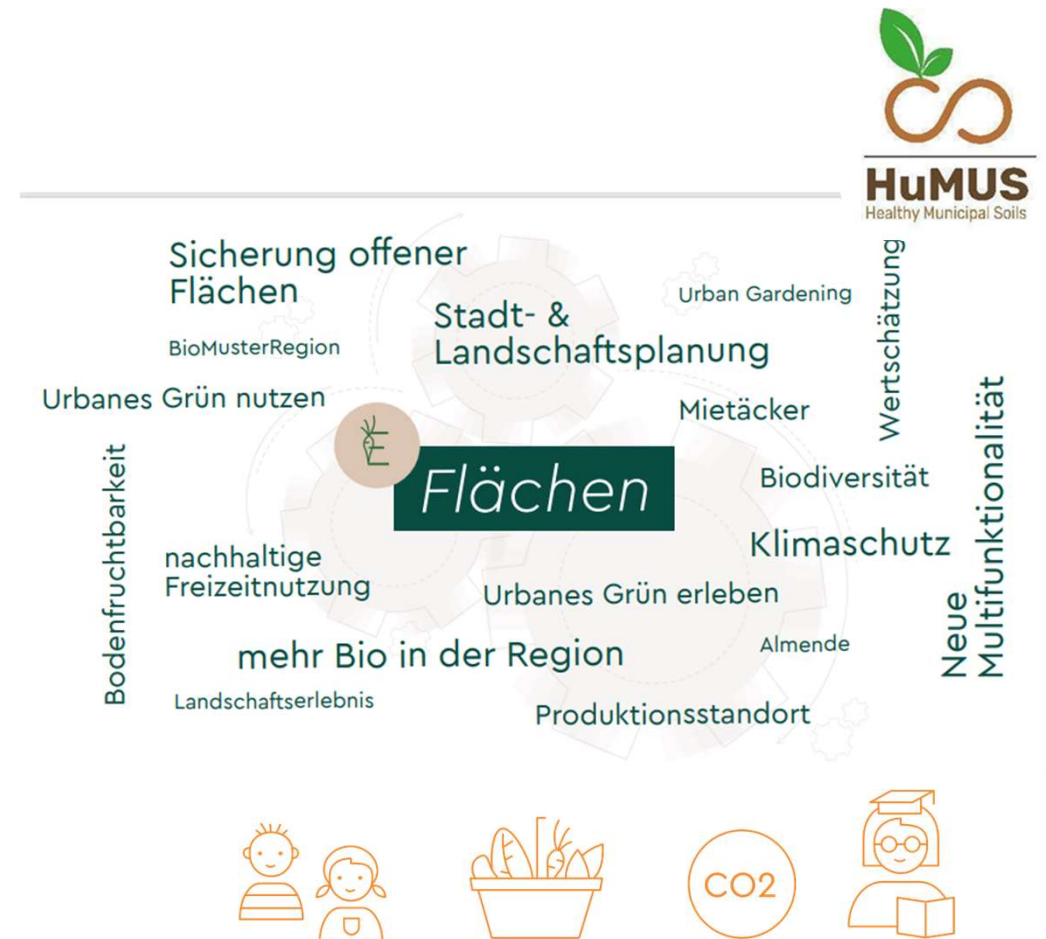 HuMUS
Healthy Municipal Soils
Sicherung offener
Flächen
Wertschätzung
Urban Gardening
Stadt- &
Landschaftsplanung
BioMusterRegion
Urbanes Grün nutzen
Mietäcker
Neue
Multifunktionalität
E
Flächen
Biodiversität
Bodenfruchtbarkeit
Klimaschutz
nachhaltige
Freizeitnutzung
Urbanes Grün erleben
Almende
mehr Bio in der Region
Landschaftserlebnis
Produktionsstandort
CO2